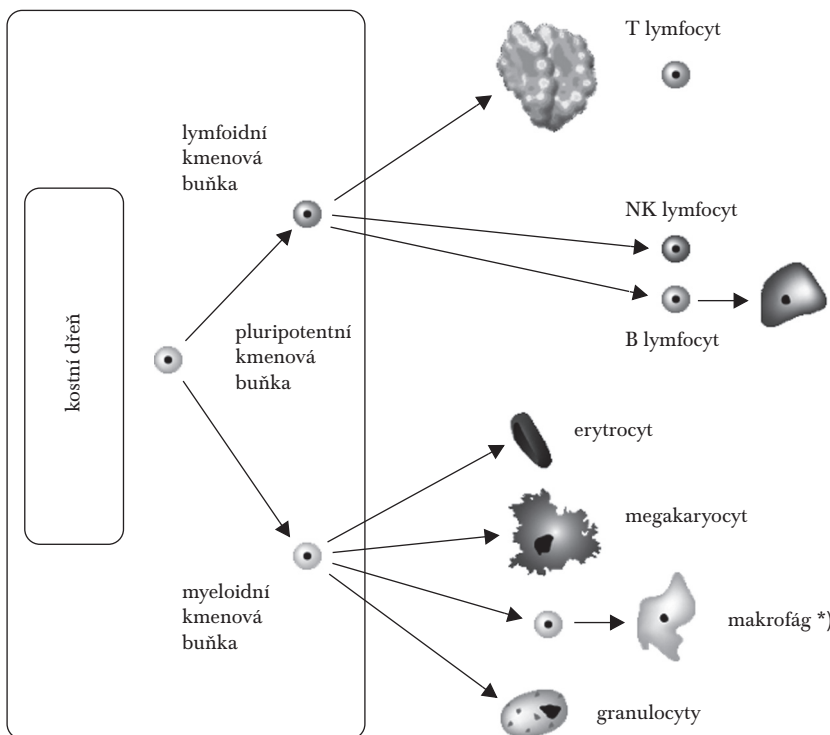 T lymfocyt
lymfoidní
kmenová
buňka
NK lymfocyt
B lymfocyt
kostní dřeň
pluripotentní
kmenová
buňka
erytrocyt
megakaryocyt
myeloidní
kmenová
buňka
makrofág *)
granulocyty